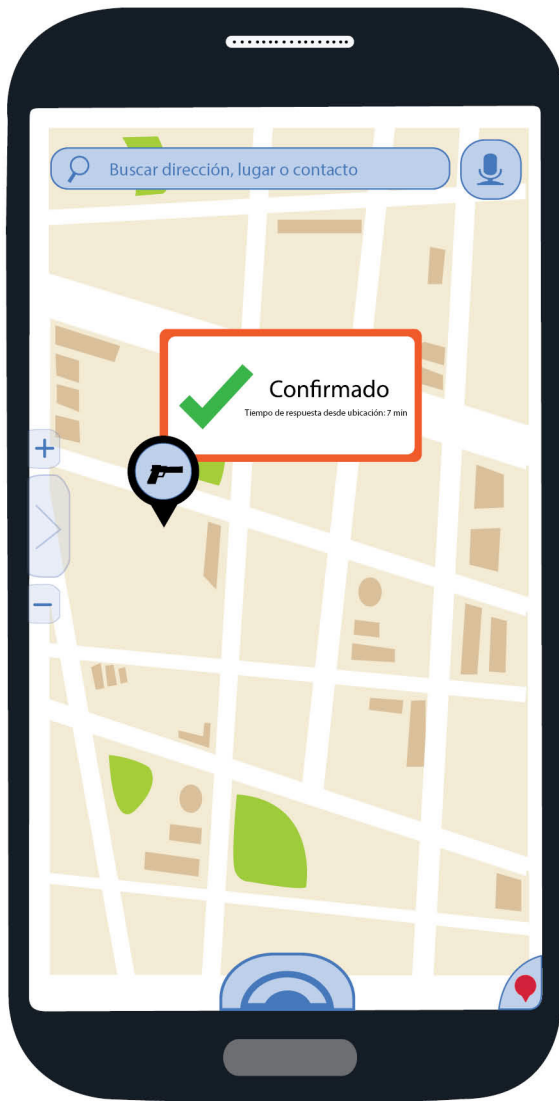 Buscar dirección, lugar o contacto
Confirmado
Tiempo de respuesta desde ubicación: 7 min